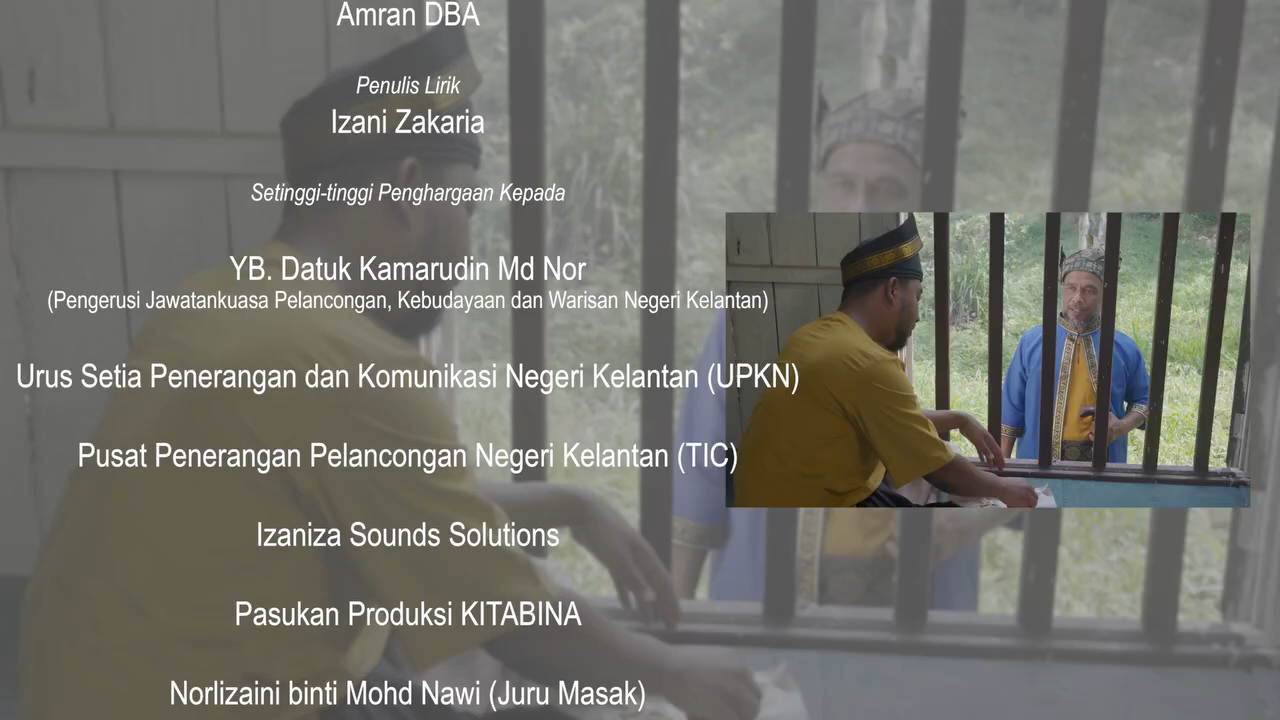 Amran DBA
Penulis Lirik
Izani Zakaria
Setinggi-tinggi Penghargaan Kepada
YB. Datuk Kamarudin Md Nor
(Pengerusi Jawatankuasa Pelancongan, Kebudayaan dan Warisan Negeri Kelantan)
Urus Setia Penerangan dan Komunikasi Negeri Kelantan (UPKN)
Pusat Penerangan Pelancongan Negeri Kelantan (TIC)
Izaniza Sounds Solutions
Pasukan Produksi KITABINA
Norlizaini binti Mohd Nawi (Juru Masak)